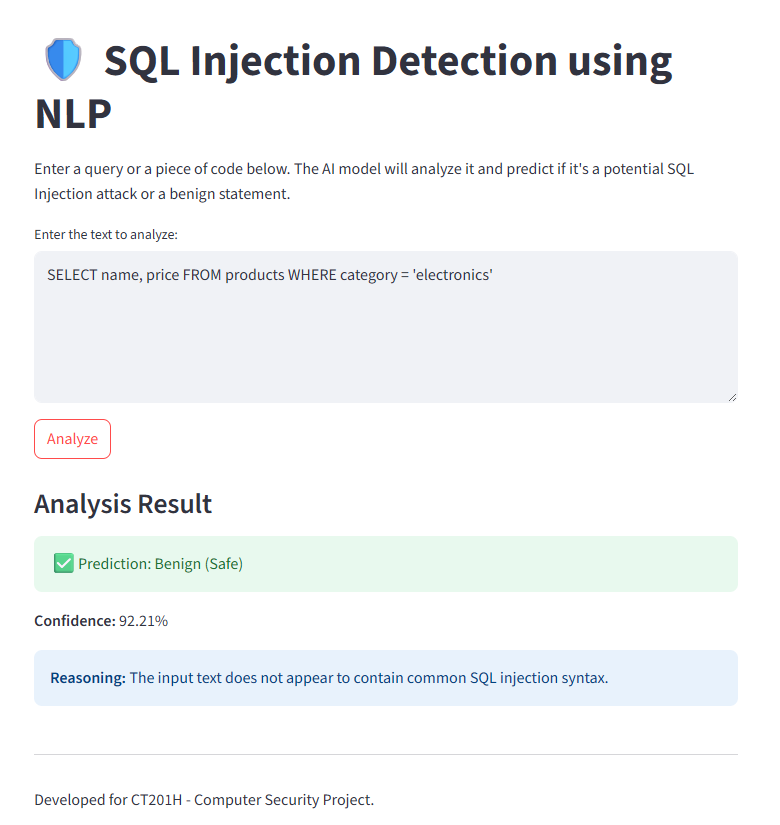 SQL Injection Detection using
NLP
Enter a query or a piece of code below. The AI model will analyze it and predict if it's a potential SQL
Injection attack or a benign statement.
Enter the text to analyze:
SELECT name, price FROM products WHERE category = 'electronics'
Analyze
Analysis Result
Prediction: Benign (Safe)
Confidence: 92.21%
Reasoning: The input text does not appear to contain common SQL injection syntax.
Developed for CT201H - Computer Security Project.